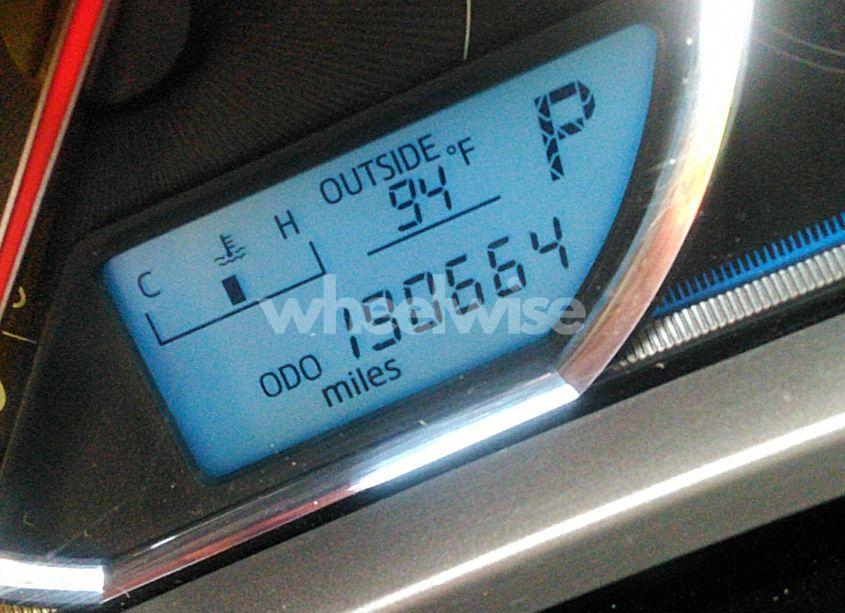 P
OUTSIDE °F
94
C H
190664
ODO
miles
wheelwise